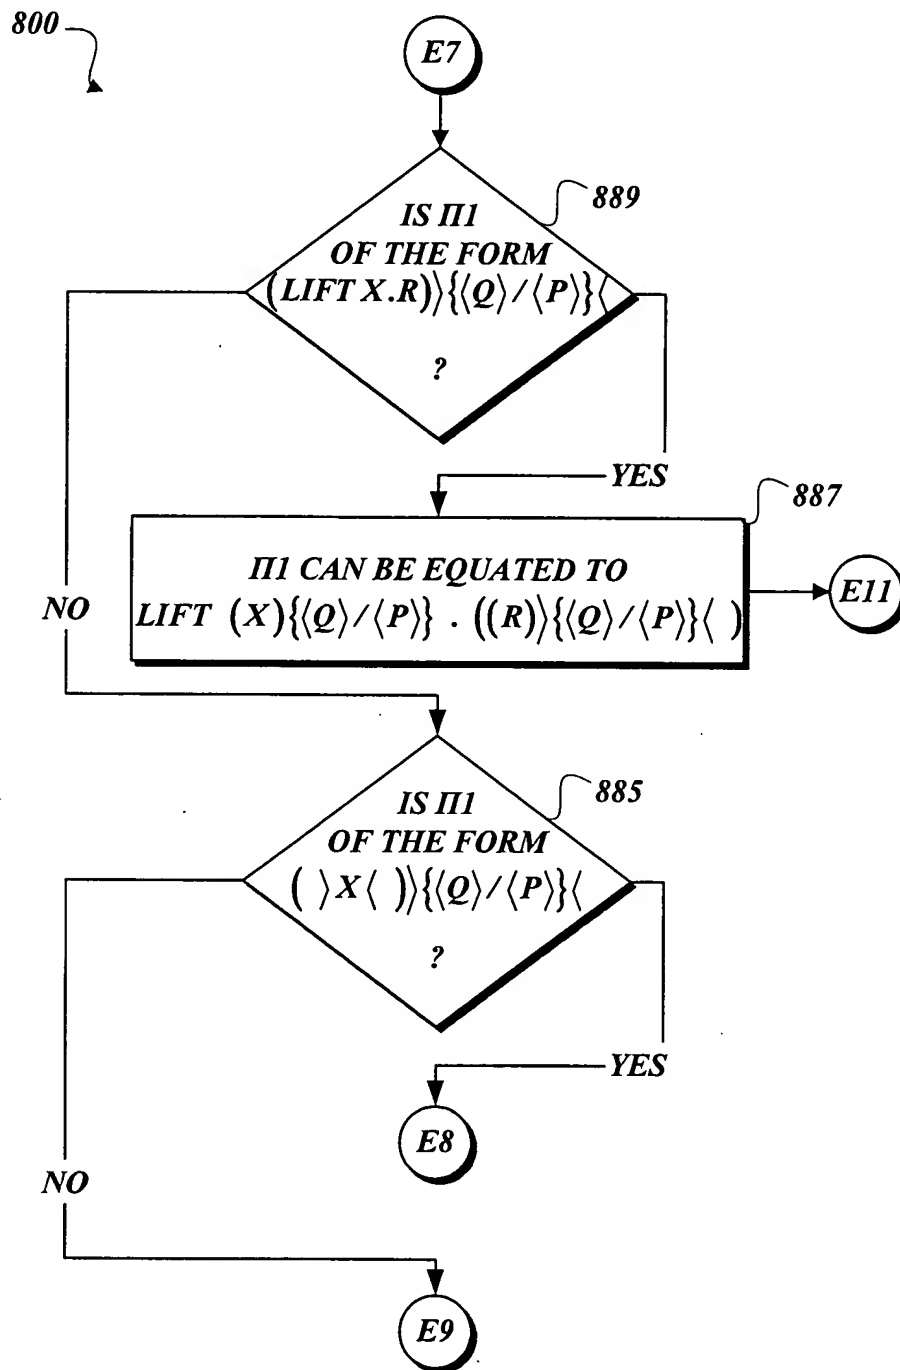 800
E7
889
IS Π1
OF THE FORM
(LIFT X.R)⟩{⟨Q⟩/⟨P⟩}⟨
?
YES
887
Π1 CAN BE EQUATED TO
LIFT (X){⟨Q⟩/⟨P⟩} . ((R)⟩{⟨Q⟩/⟨P⟩}⟨ )
E11
NO
885
IS Π1
OF THE FORM
( ⟩X⟨ )⟩{⟨Q⟩/⟨P⟩}⟨
?
YES
E8
NO
E9